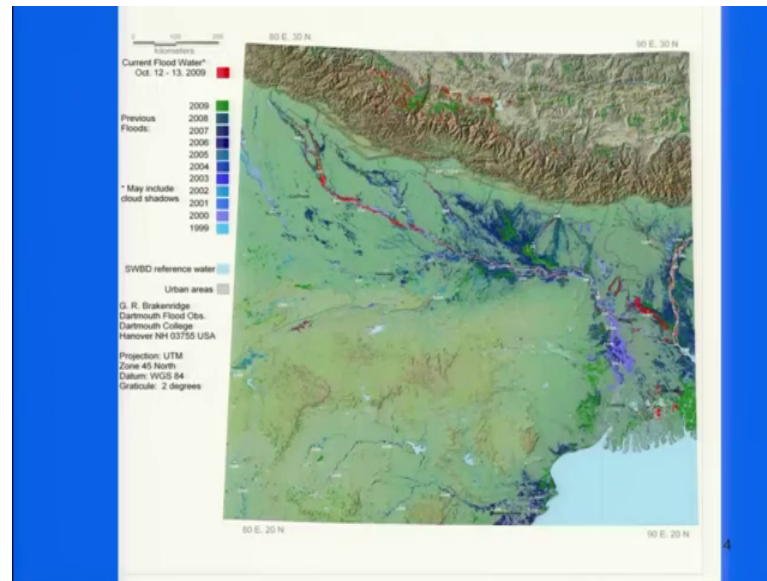 0 100 200
kilometers
80 E, 30 N
90 E, 30 N
Current Flood Water*
Oct. 12 - 13, 2009
Previous
Floods:
2009
2008
2007
2006
2005
2004
2003
2002
2001
2000
1999
* May include
cloud shadows
SWBD reference water
Urban areas
G. R. Brakenridge
Dartmouth Flood Obs.
Dartmouth College
Hanover NH 03755 USA
Projection: UTM
Zone 45 North
Datum: WGS 84
Graticule: 2 degrees
80 E, 20 N
90 E, 20 N
4